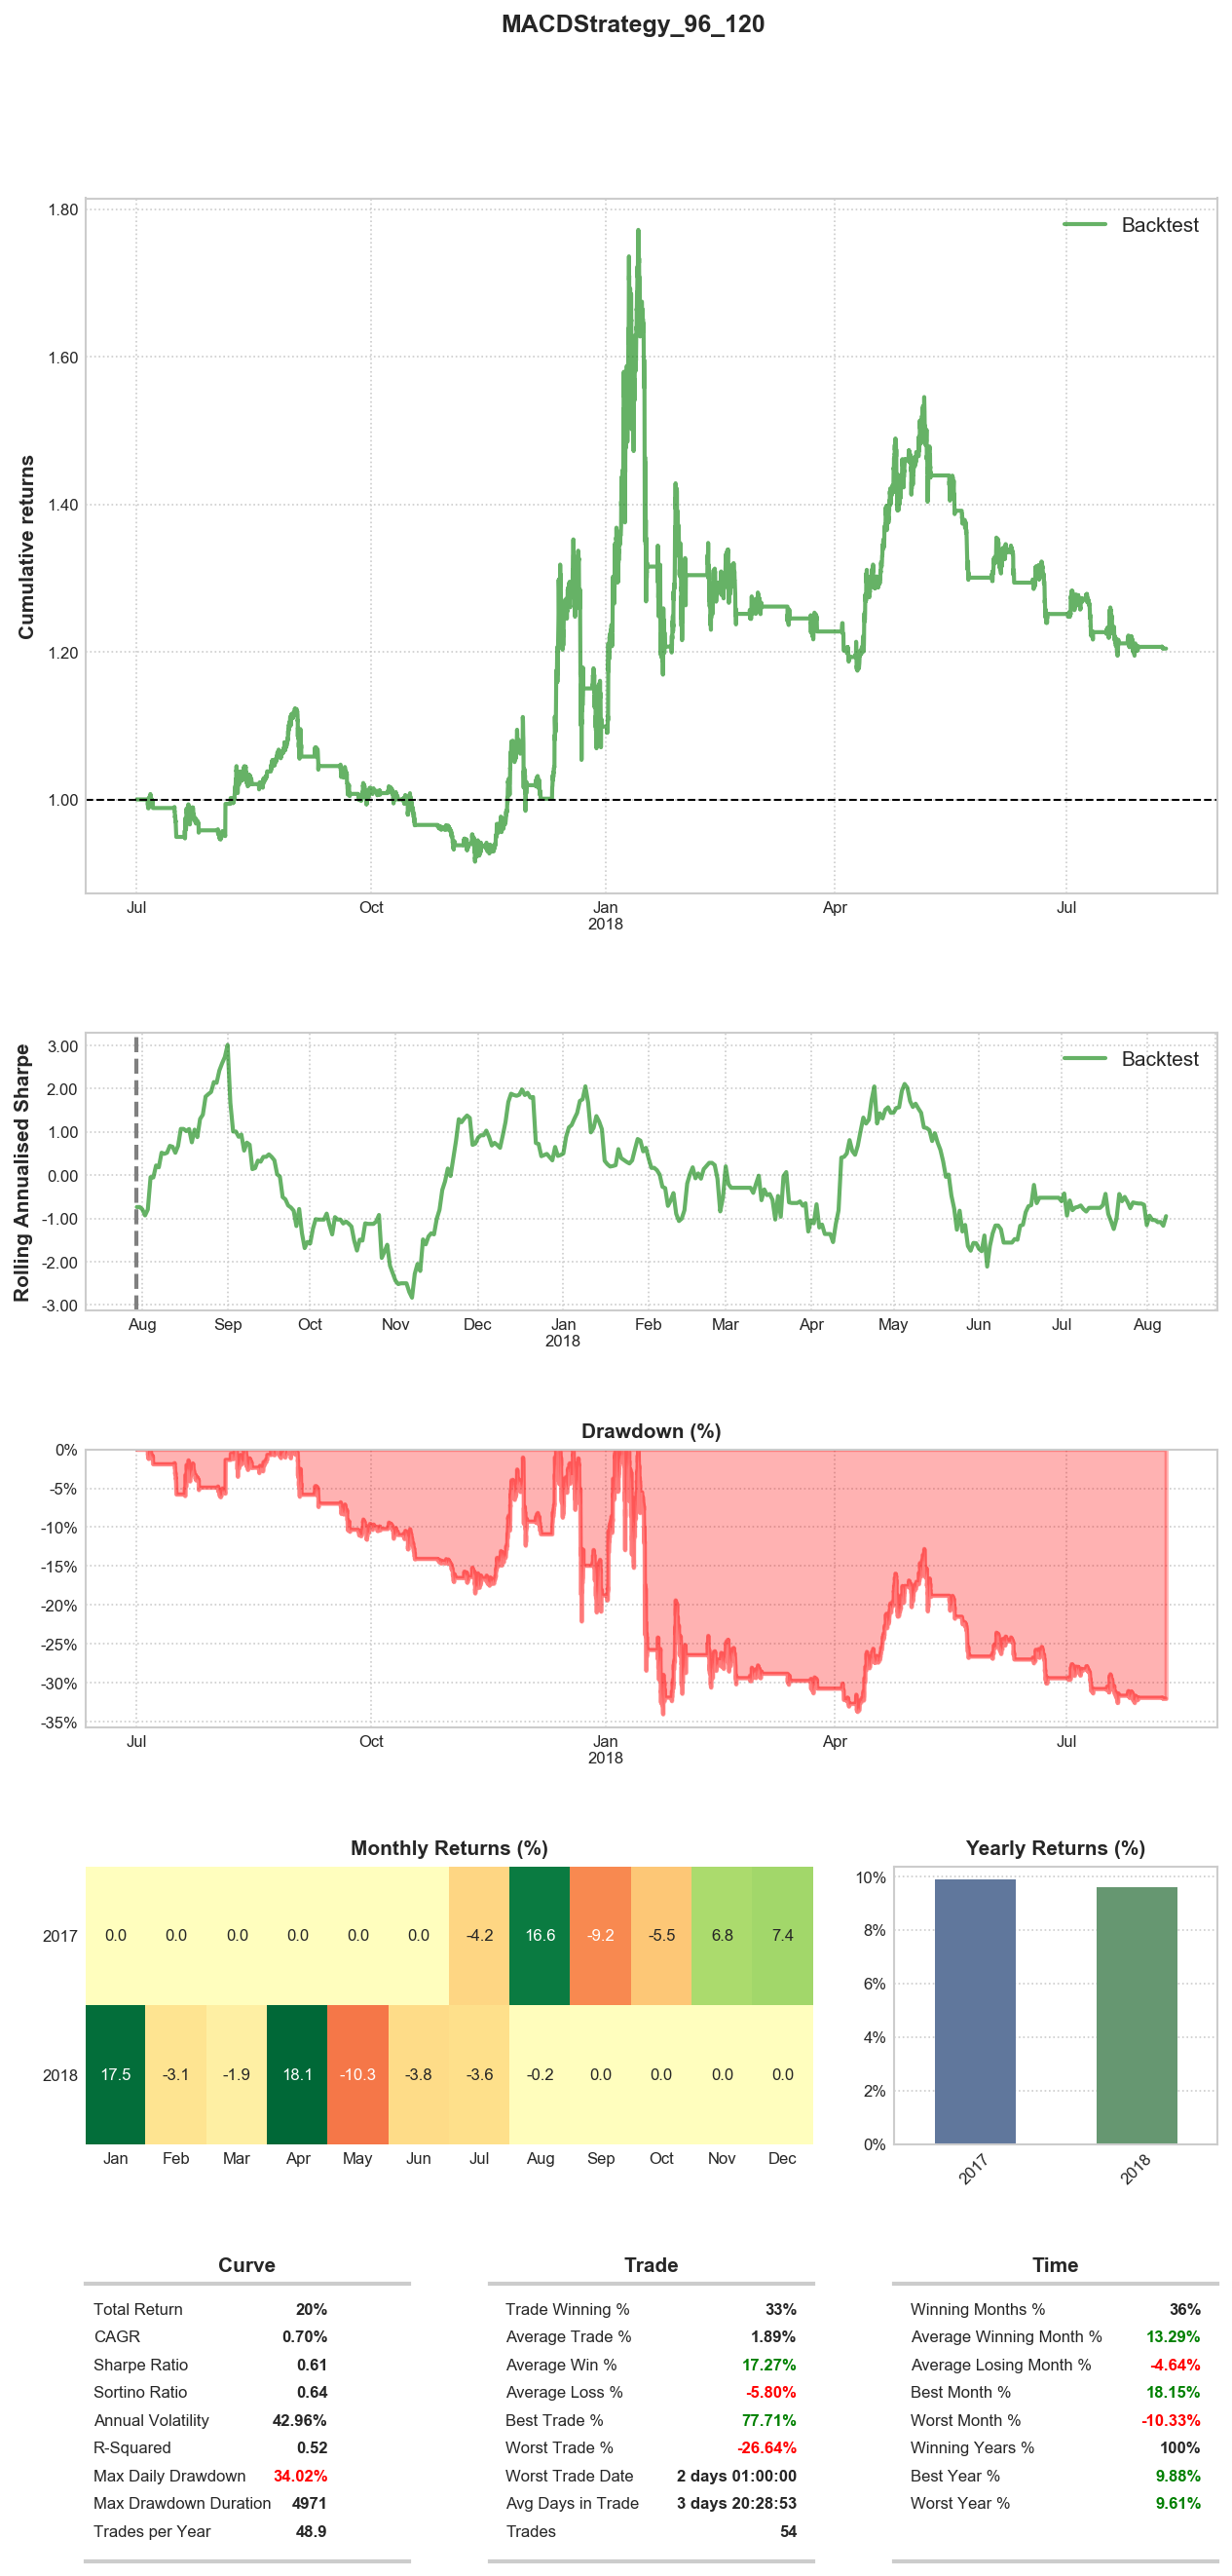 MACDStrategy_96_120
1.80
1.60
1.40
1.20
1.00
Cumulative returns
Backtest
Jul Oct Jan Apr Jul
2018
3.00
2.00
1.00
0.00
-1.00
-2.00
-3.00
Rolling Annualised Sharpe
Backtest
Aug Sep Oct Nov Dec Jan Feb Mar Apr May Jun Jul Aug
2018
Drawdown (%)
0%
-5%
-10%
-15%
-20%
-25%
-30%
-35%
Jul Oct Jan Apr Jul
2018
Monthly Returns (%)
2017 0.0 0.0 0.0 0.0 0.0 0.0 -4.2 16.6 -9.2 -5.5 6.8 7.4
2018 17.5 -3.1 -1.9 18.1 -10.3 -3.8 -3.6 -0.2 0.0 0.0 0.0 0.0
Jan Feb Mar Apr May Jun Jul Aug Sep Oct Nov Dec
Yearly Returns (%)
10%
8%
6%
4%
2%
0%
2017 2018
Curve
Total Return 20%
CAGR 0.70%
Sharpe Ratio 0.61
Sortino Ratio 0.64
Annual Volatility 42.96%
R-Squared 0.52
Max Daily Drawdown 34.02%
Max Drawdown Duration 4971
Trades per Year 48.9
Trade
Trade Winning % 33%
Average Trade % 1.89%
Average Win % 17.27%
Average Loss % -5.80%
Best Trade % 77.71%
Worst Trade % -26.64%
Worst Trade Date 2 days 01:00:00
Avg Days in Trade 3 days 20:28:53
Trades 54
Time
Winning Months % 36%
Average Winning Month % 13.29%
Average Losing Month % -4.64%
Best Month % 18.15%
Worst Month % -10.33%
Winning Years % 100%
Best Year % 9.88%
Worst Year % 9.61%